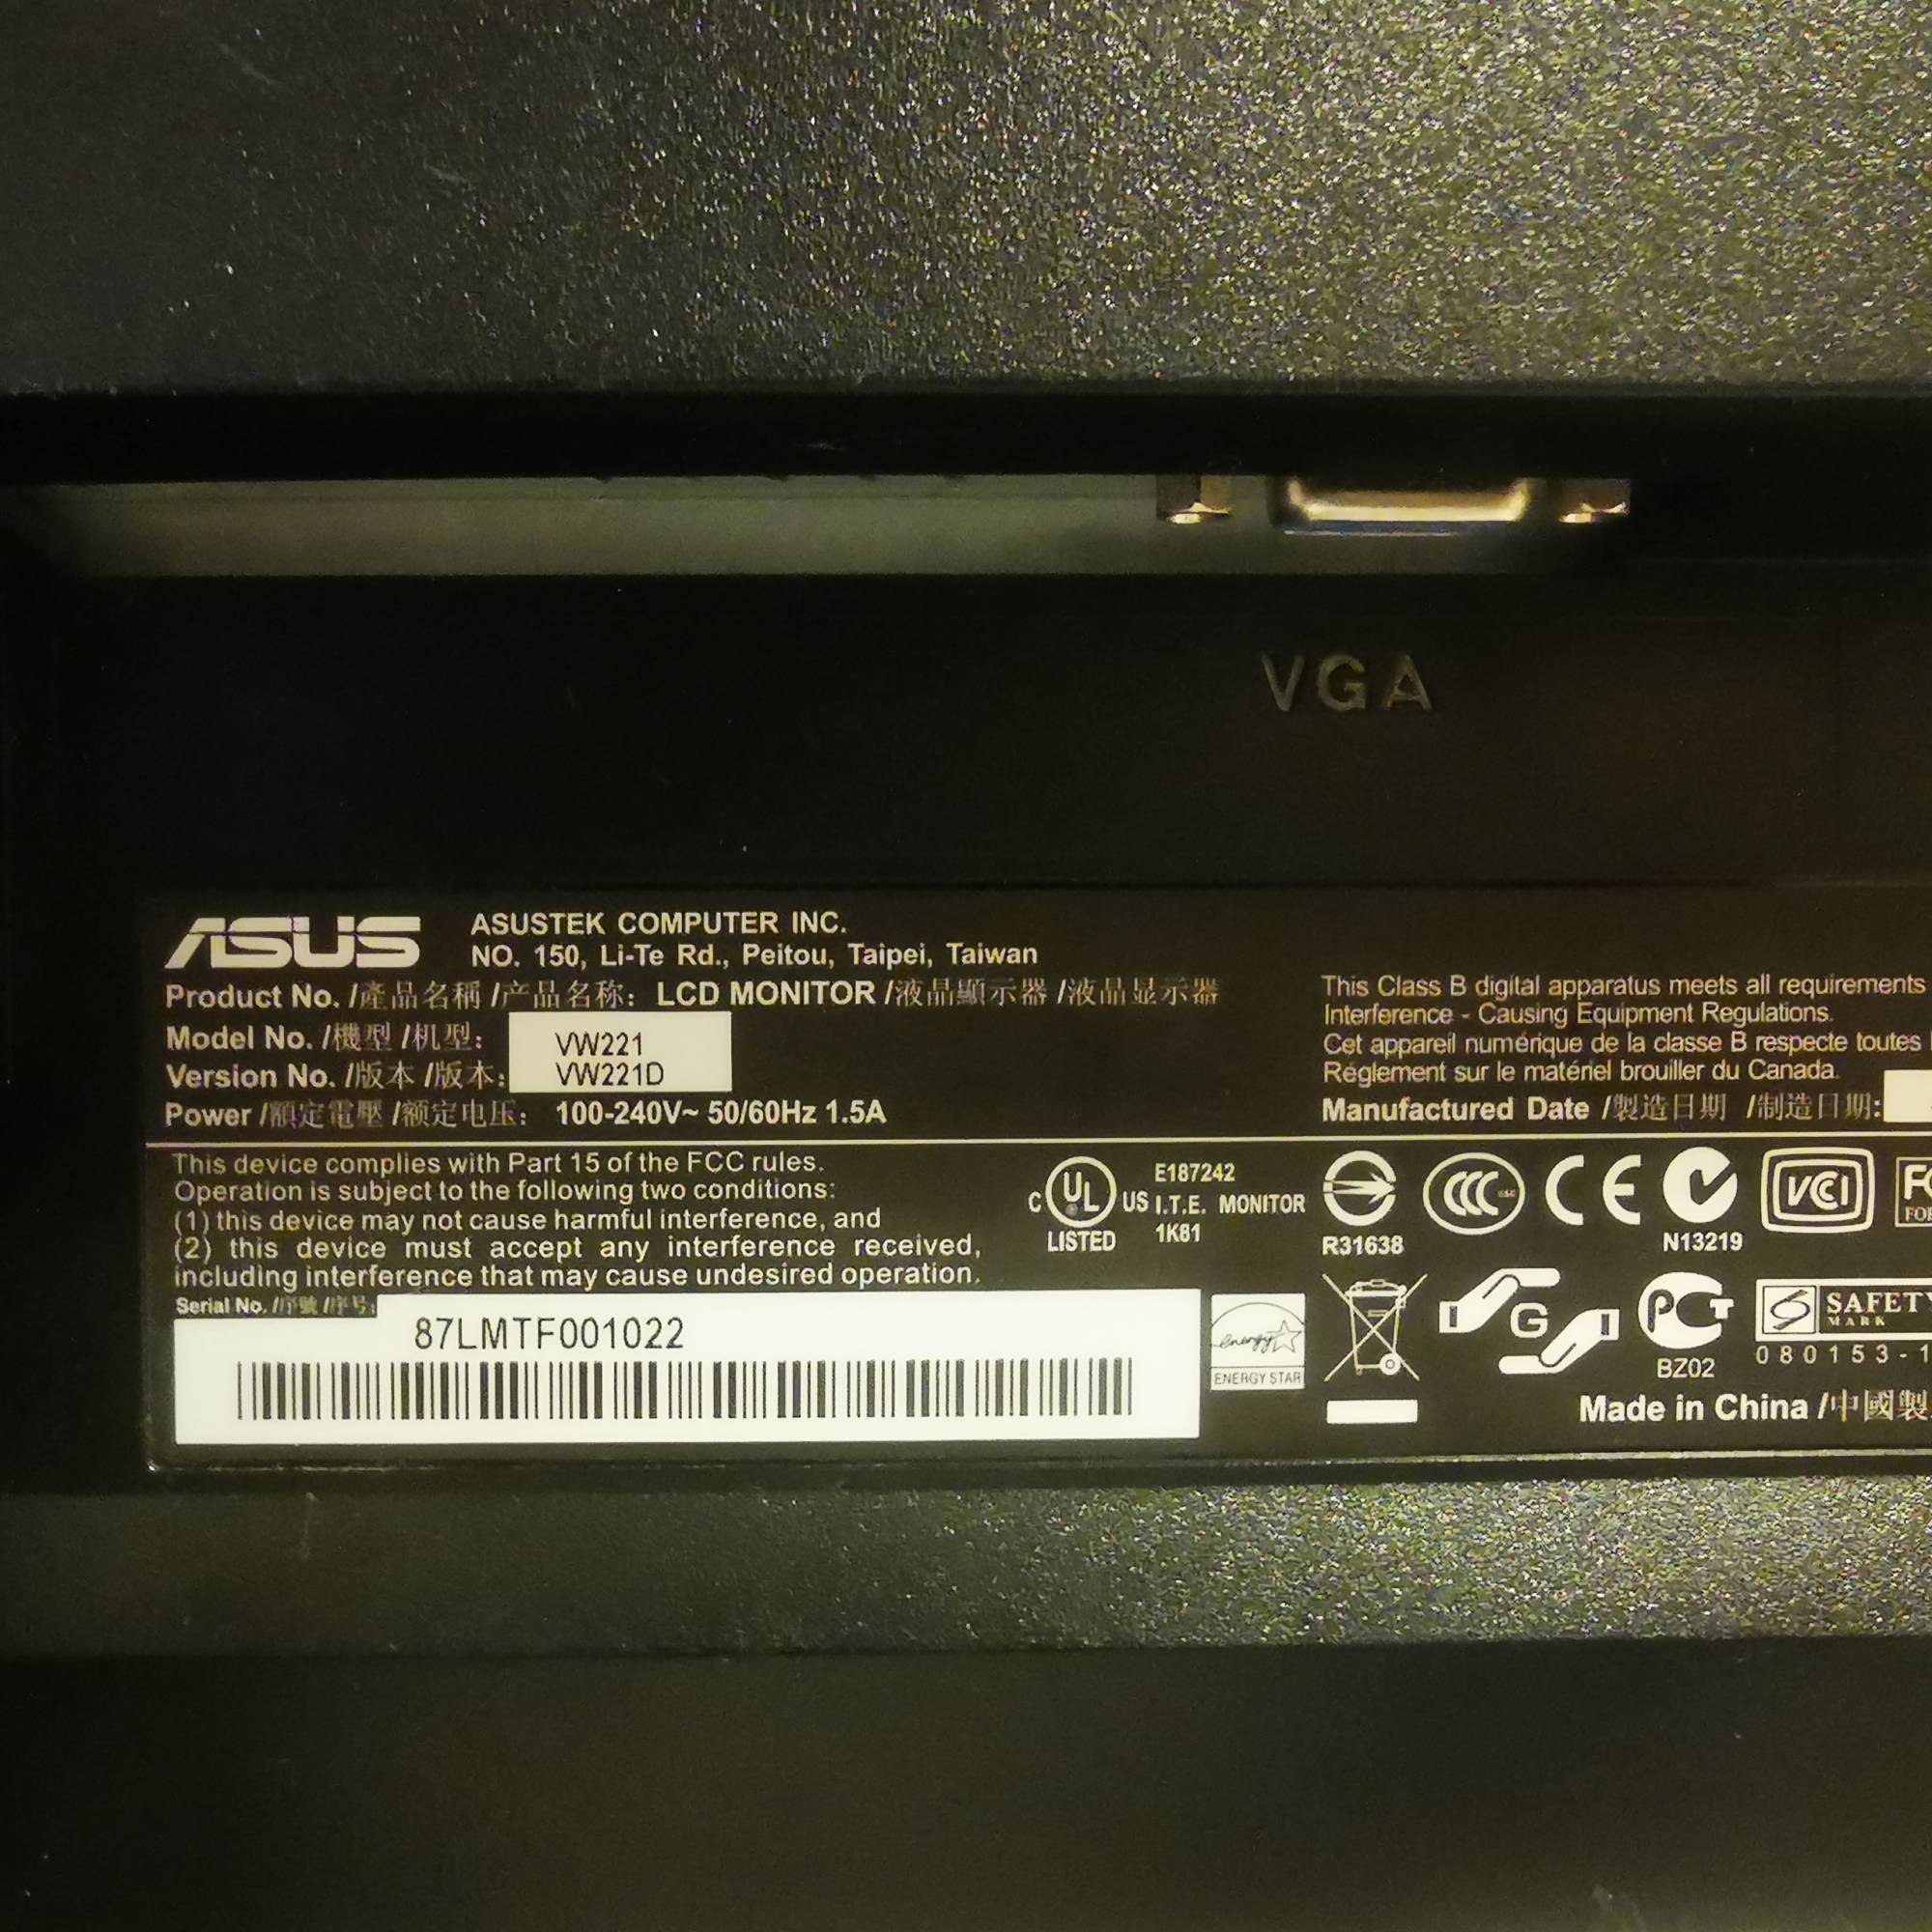 VGA
ASUS
ASUSTEK COMPUTER INC.
NO. 150, Li-Te Rd., Peitou, Taipei, Taiwan
Product No. /產品名稱 /产品名称: LCD MONITOR /液晶顯示器 /液晶显示器
Model No. /機型 /机型: VW221
Version No. /版本 /版本: VW221D
Power /額定電壓 /额定电压: 100-240V~ 50/60Hz 1.5A
This Class B digital apparatus meets all requirements
Interference - Causing Equipment Regulations.
Cet appareil numérique de la classe B respecte toutes
Réglement sur le matériel brouiller du Canada.
Manufactured Date /製造日期 /制造日期:
This device complies with Part 15 of the FCC rules.
Operation is subject to the following two conditions:
(1) this device may not cause harmful interference, and
(2) this device must accept any interference received,
including interference that may cause undesired operation.
C UL US
LISTED
E187242
I.T.E. MONITOR
1K81
R31638
CCC
CE
N13219
VCI
FC
FOR
Serial No. /序號 /序号:
87LMTF001022
energy
ENERGY STAR
G
PCT
BZ02
SAFETY
MARK
080153-1
Made in China /中國製